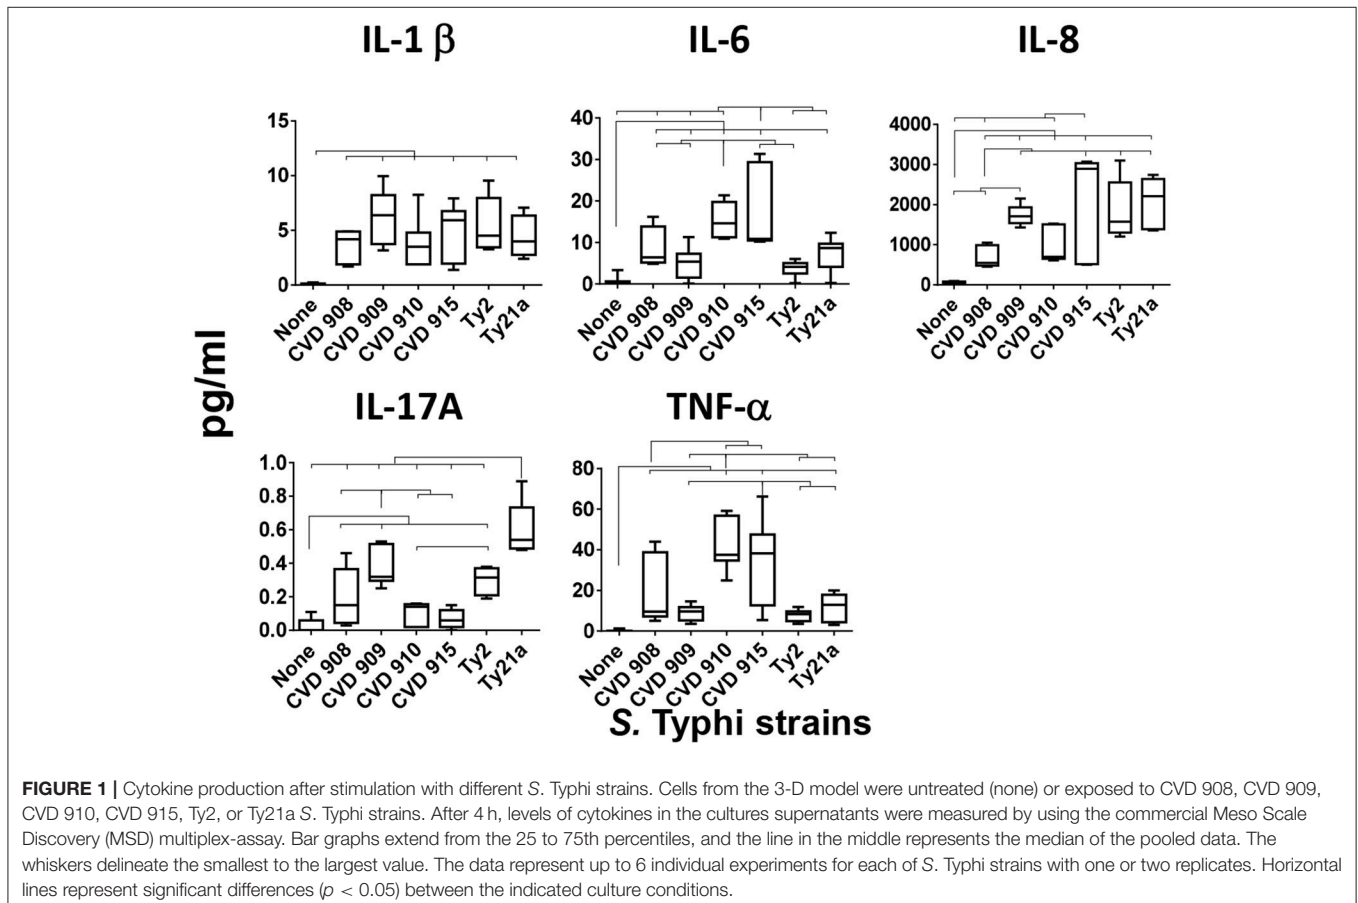 IL-1 β
IL-6
IL-8
15
10
5
0
None
CVD 908
CVD 909
CVD 910
CVD 915
Ty2
Ty21a
40
30
20
10
0
None
CVD 908
CVD 909
CVD 910
CVD 915
Ty2
Ty21a
4000
3000
2000
1000
0
None
CVD 908
CVD 909
CVD 910
CVD 915
Ty2
Ty21a
pg/ml
IL-17A
TNF-α
1.0
0.8
0.6
0.4
0.2
0.0
None
CVD 908
CVD 909
CVD 910
CVD 915
Ty2
Ty21a
80
60
40
20
0
None
CVD 908
CVD 909
CVD 910
CVD 915
Ty2
Ty21a
S. Typhi strains
FIGURE 1 | Cytokine production after stimulation with different S. Typhi strains. Cells from the 3-D model were untreated (none) or exposed to CVD 908, CVD 909,
CVD 910, CVD 915, Ty2, or Ty21a S. Typhi strains. After 4 h, levels of cytokines in the cultures supernatants were measured by using the commercial Meso Scale
Discovery (MSD) multiplex-assay. Bar graphs extend from the 25 to 75th percentiles, and the line in the middle represents the median of the pooled data. The
whiskers delineate the smallest to the largest value. The data represent up to 6 individual experiments for each of S. Typhi strains with one or two replicates. Horizontal
lines represent significant differences (p < 0.05) between the indicated culture conditions.